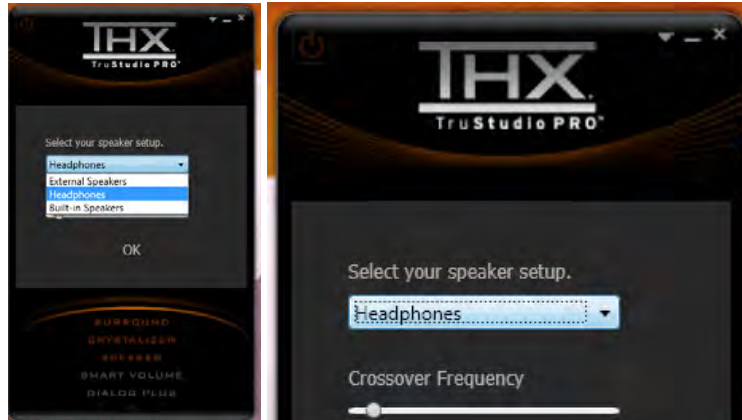 THX
TruStudio PRO
Select your speaker setup.
Headphones
External Speakers
Headphones
Built-in Speakers
OK
SURROUND
CRYSTALIZER
SPEAKER
SMART VOLUME
DIALOG PLUS
THX
TruStudio PRO
Select your speaker setup.
Headphones
Crossover Frequency